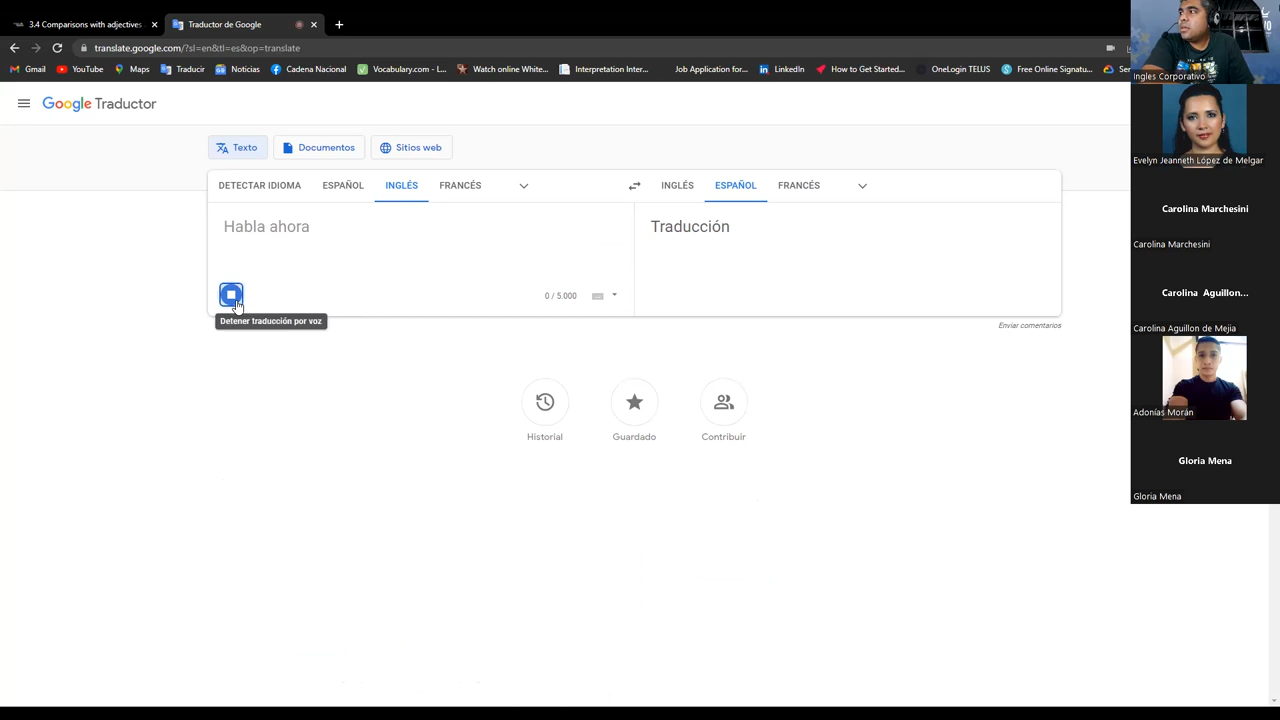 3.4 Comparisons with adjectives
Traductor de Google
translate.google.com/?sl=en&tl=es&op=translate
Gmail
YouTube
Maps
Traducir
Noticias
Cadena Nacional
Vocabulary.com - L...
Watch online White...
Interpretation Inter...
Job Application for...
LinkedIn
How to Get Started...
OneLogin TELUS
Free Online Signatu...
Ser
Google Traductor
Texto
Documentos
Sitios web
DETECTAR IDIOMA
ESPAÑOL
INGLÉS
FRANCÉS
INGLÉS
ESPAÑOL
FRANCÉS
Habla ahora
Traducción
0 / 5.000
Detener traducción por voz
Enviar comentarios
Historial
Guardado
Contribuir
Ingles Corporativo
Evelyn Jeanneth López de Melgar
Carolina Marchesini
Carolina Marchesini
Carolina Aguillon...
Carolina Aguillon de Mejia
Adonías Morán
Gloria Mena
Gloria Mena